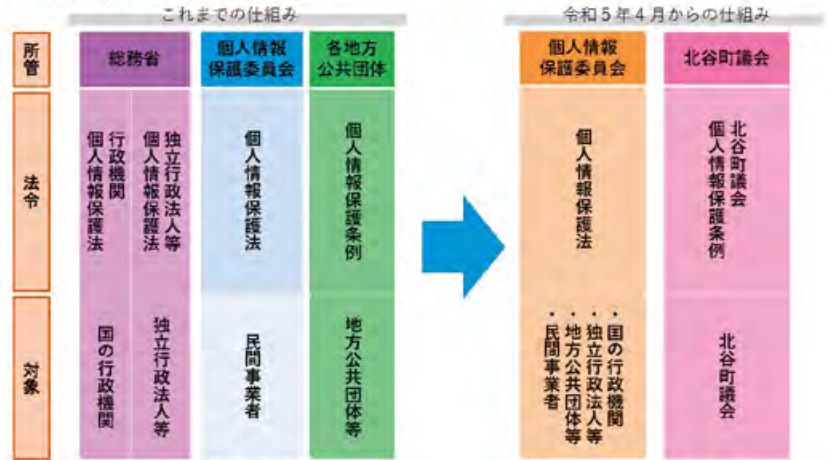 これまでの仕組み
令和5年4月からの仕組み
所管
総務省
個人情報
保護委員会
各地方
公共団体
個人情報
保護委員会
北谷町議会
法令
行政機関
個人情報保護法
独立行政法人等
個人情報保護法
個人情報保護法
個人情報保護条例
個人情報保護法
北谷町議会
個人情報保護条例
対象
国の行政機関
独立行政法人等
民間事業者
地方公共団体等
・国の行政機関
・独立行政法人等
・地方公共団体等
・民間事業者
北谷町議会